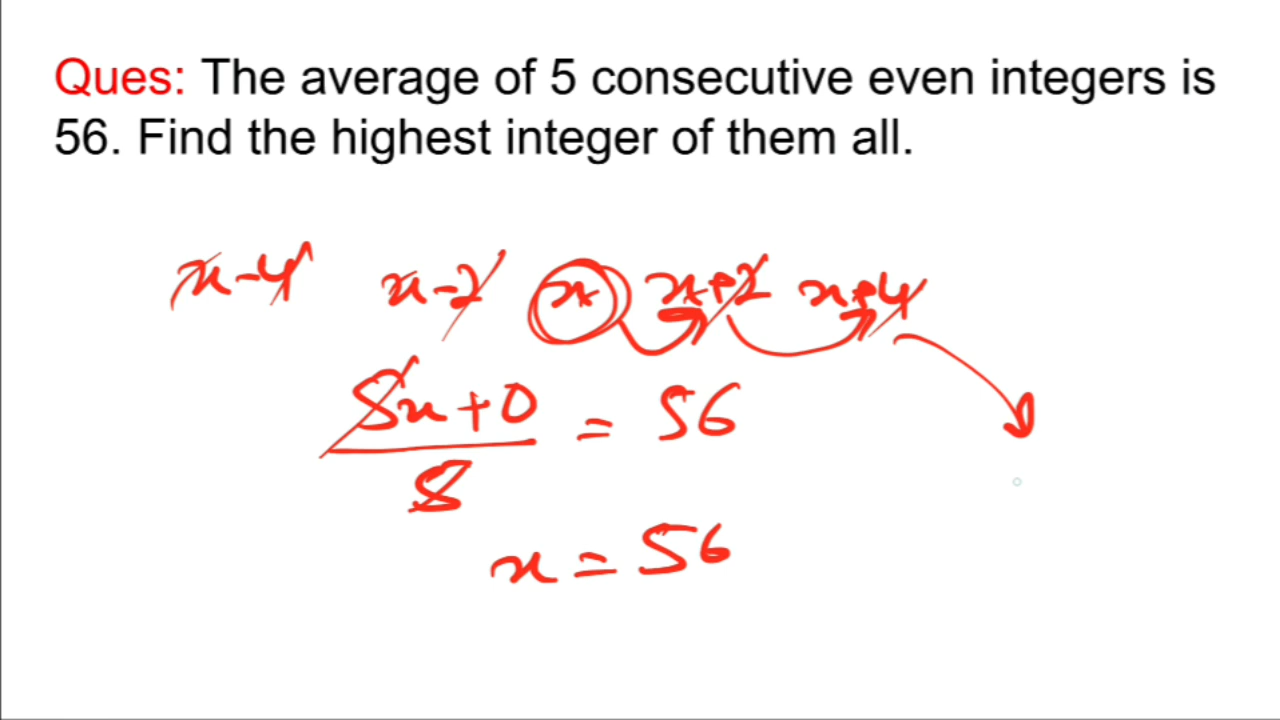 Ques: The average of 5 consecutive even integers is
56. Find the highest integer of them all.
x-4 x-2 x x+2 x+4
5x+0
5
= 56
x = 56